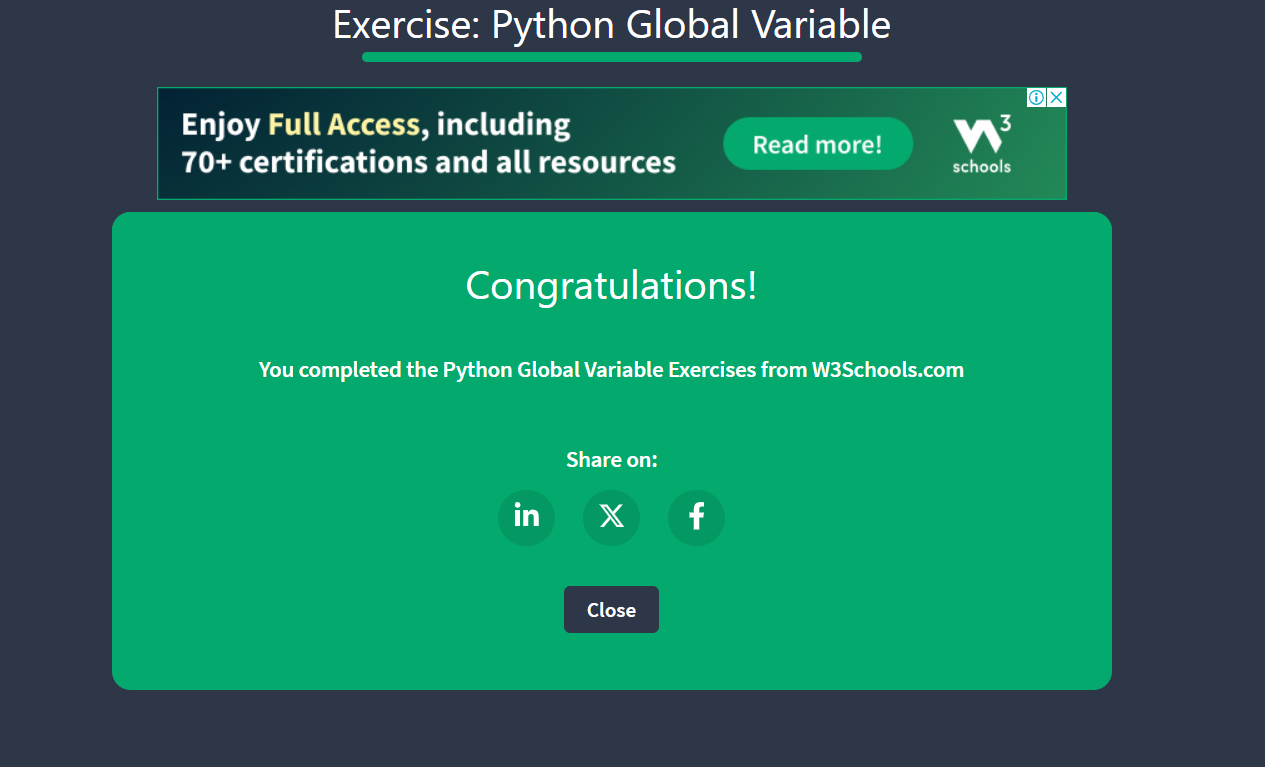 Exercise: Python Global Variable
Enjoy Full Access, including
70+ certifications and all resources
Read more!
W3
schools
Congratulations!
You completed the Python Global Variable Exercises from W3Schools.com
Share on:
in X f
Close